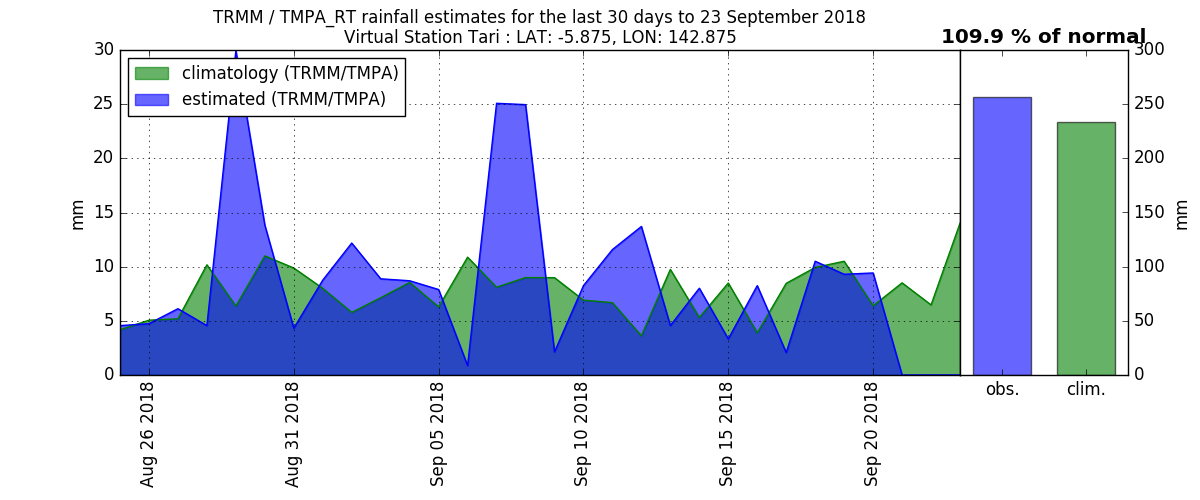 TRMM / TMPA_RT rainfall estimates for the last 30 days to 23 September 2018
Virtual Station Tari : LAT: -5.875, LON: 142.875
109.9 % of normal
climatology (TRMM/TMPA)
estimated (TRMM/TMPA)
30
25
20
15
10
5
0
mm
Aug 26 2018
Aug 31 2018
Sep 05 2018
Sep 10 2018
Sep 15 2018
Sep 20 2018
300
250
200
150
100
50
0
mm
obs.
clim.